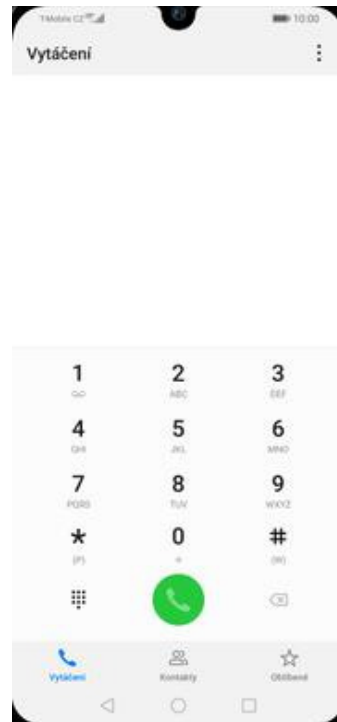 T-Mobile CZ 10:00
Vytáčení
1 2 3
ABC DEF
4 5 6
GHI JKL MNO
7 8 9
PQRS TUV WXYZ
* 0 #
(P) + (W)
Vytáčení Kontakty Oblíbené